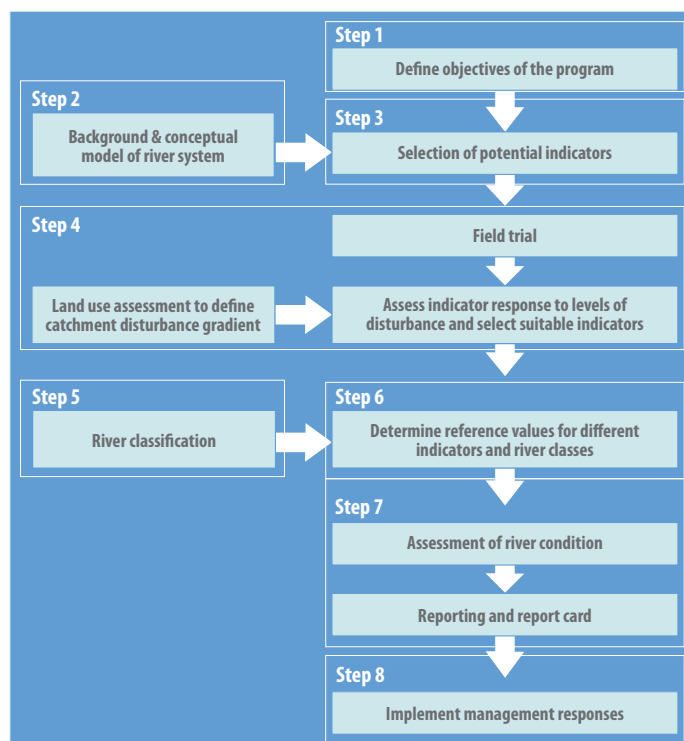 Step 1
Define objectives of the program
Step 2
Background & conceptual
model of river system
Step 3
Selection of potential indicators
Step 4
Field trial
Land use assessment to define
catchment disturbance gradient
Assess indicator response to levels of
disturbance and select suitable indicators
Step 5
River classification
Step 6
Determine reference values for different
indicators and river classes
Step 7
Assessment of river condition
Reporting and report card
Step 8
Implement management responses